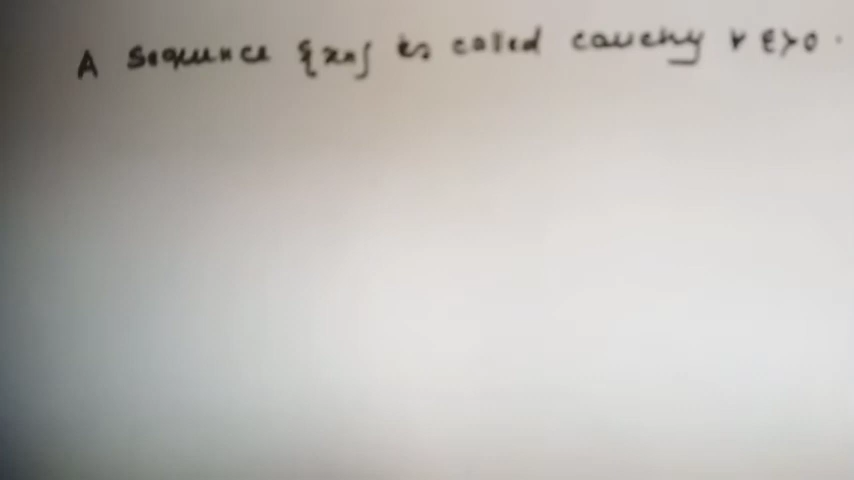 A sequence {xn} is called cauchy ∀ ε>0.